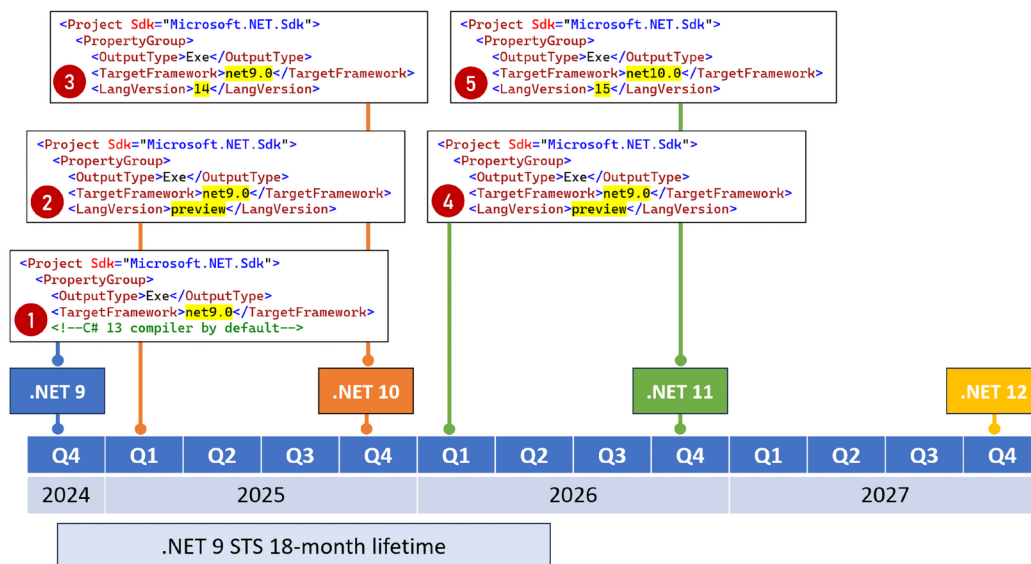 <Project Sdk="Microsoft.NET.Sdk">
<PropertyGroup>
<OutputType>Exe</OutputType>
<TargetFramework>net9.0</TargetFramework>
<LangVersion>14</LangVersion>
3
<Project Sdk="Microsoft.NET.Sdk">
<PropertyGroup>
<OutputType>Exe</OutputType>
<TargetFramework>net10.0</TargetFramework>
<LangVersion>15</LangVersion>
5
<Project Sdk="Microsoft.NET.Sdk">
<PropertyGroup>
<OutputType>Exe</OutputType>
<TargetFramework>net9.0</TargetFramework>
<LangVersion>preview</LangVersion>
2
<Project Sdk="Microsoft.NET.Sdk">
<PropertyGroup>
<OutputType>Exe</OutputType>
<TargetFramework>net9.0</TargetFramework>
<LangVersion>preview</LangVersion>
4
<Project Sdk="Microsoft.NET.Sdk">
<PropertyGroup>
<OutputType>Exe</OutputType>
<TargetFramework>net9.0</TargetFramework>
<!--C# 13 compiler by default-->
1
.NET 9 .NET 10 .NET 11 .NET 12
Q4 Q1 Q2 Q3 Q4 Q1 Q2 Q3 Q4 Q1 Q2 Q3 Q4
2024 2025 2026 2027
.NET 9 STS 18-month lifetime